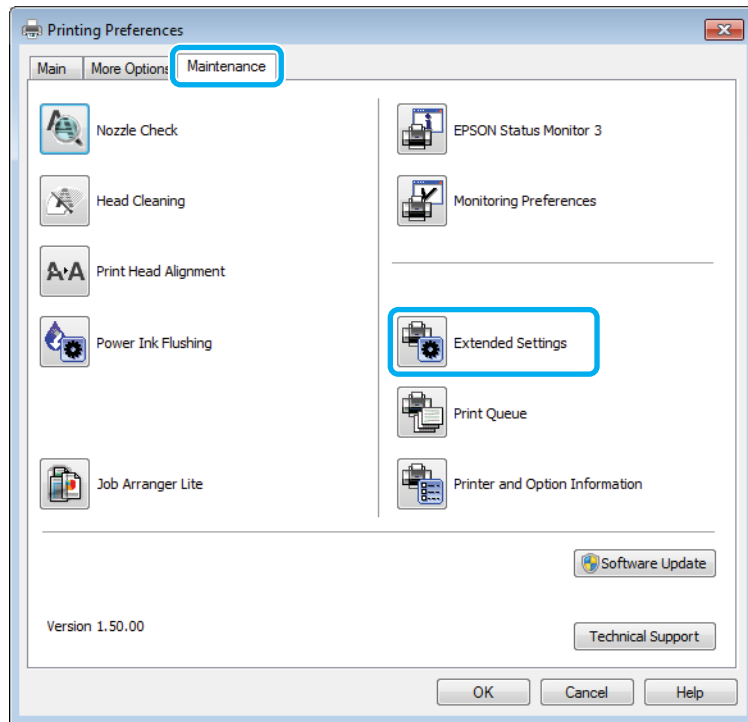 Printing Preferences
Main
More Options
Maintenance
Nozzle Check
EPSON Status Monitor 3
Head Cleaning
Monitoring Preferences
Print Head Alignment
Power Ink Flushing
Extended Settings
Print Queue
Job Arranger Lite
Printer and Option Information
Software Update
Version 1.50.00
Technical Support
OK
Cancel
Help